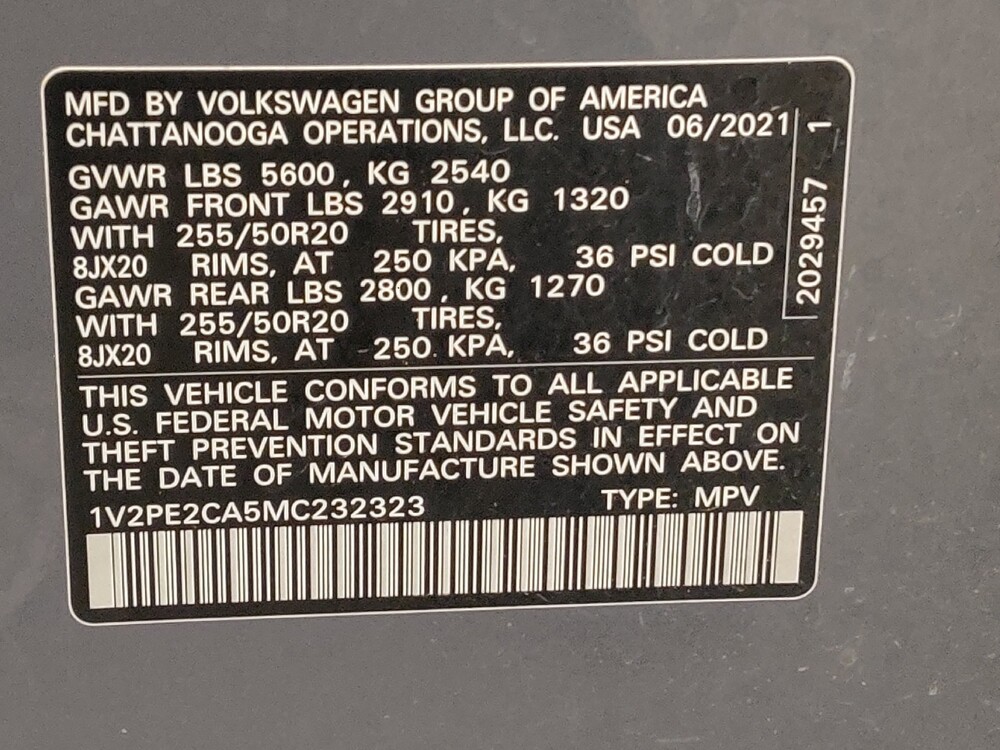 MFD BY VOLKSWAGEN GROUP OF AMERICA
CHATTANOOGA OPERATIONS, LLC. USA 06/2021
GVWR LBS 5600, KG 2540
GAWR FRONT LBS 2910, KG 1320
WITH 255/50R20 TIRES,
8JX20 RIMS, AT 250 KPA, 36 PSI COLD
GAWR REAR LBS 2800, KG 1270
WITH 255/50R20 TIRES,
8JX20 RIMS, AT 250 KPA, 36 PSI COLD
2029457 1
THIS VEHICLE CONFORMS TO ALL APPLICABLE
U.S. FEDERAL MOTOR VEHICLE SAFETY AND
THEFT PREVENTION STANDARDS IN EFFECT ON
THE DATE OF MANUFACTURE SHOWN ABOVE.
1V2PE2CA5MC232323 TYPE: MPV